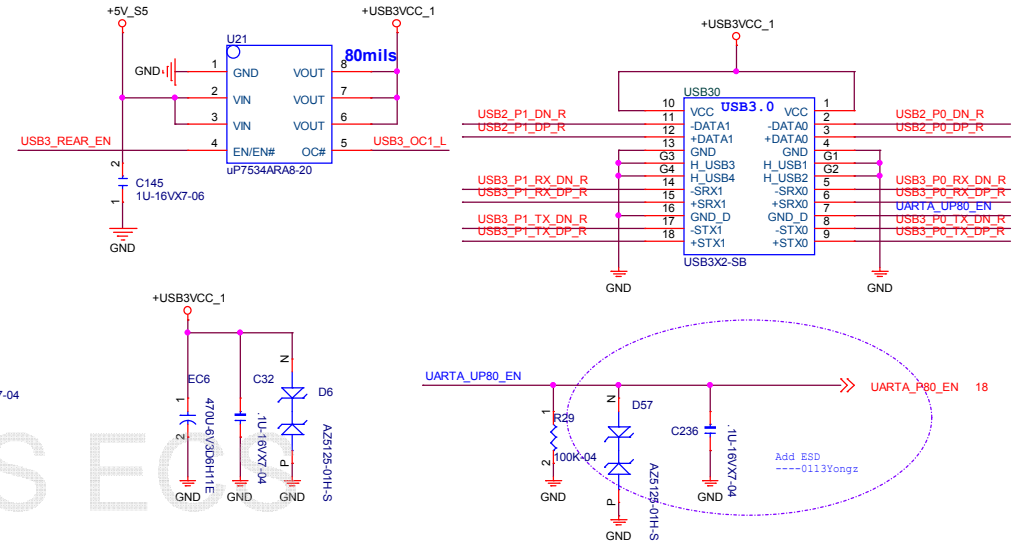 +5V_S5
+USB3VCC_1
U21
80mils
GND
1
GND
VOUT
8
2
VIN
VOUT
7
3
VIN
VOUT
6
USB3_REAR_EN
4
EN/EN#
OC#
5
USB3_OC1_L
uP7534ARA8-20
2
C145
1U-16VX7-06
1
GND
+USB3VCC_1
USB30
USB3.0
10
VCC
VCC
1
USB2_P1_DN_R
11
-DATA1
-DATA0
2
USB2_P0_DN_R
USB2_P1_DP_R
12
+DATA1
+DATA0
3
USB2_P0_DP_R
13
GND
GND
4
G3
H_USB3
H_USB1
G1
G4
H_USB4
H_USB2
G2
USB3_P1_RX_DN_R
14
-SRX1
-SRX0
5
USB3_P0_RX_DN_R
USB3_P1_RX_DP_R
15
+SRX1
+SRX0
6
USB3_P0_RX_DP_R
16
GND_D
GND_D
7
UARTA_UP80_EN
USB3_P1_TX_DN_R
17
-STX1
-STX0
8
USB3_P0_TX_DN_R
USB3_P1_TX_DP_R
18
+STX1
+STX0
9
USB3_P0_TX_DP_R
USB3X2-SB
GND
GND
+USB3VCC_1
7-04
EC6
1
2
470U-6V3D6H11E
GND
C32
.1U-16VX7-04
GND
N
D6
P
AZ5125-01H-S
GND
S ECS
UARTA_UP80_EN
UARTA_P80_EN 18
1
R29
2
100K-04
GND
N
D57
P
AZ5125-01H-S
GND
C236
.1U-16VX7-04
GND
Add ESD
----0113Yongz